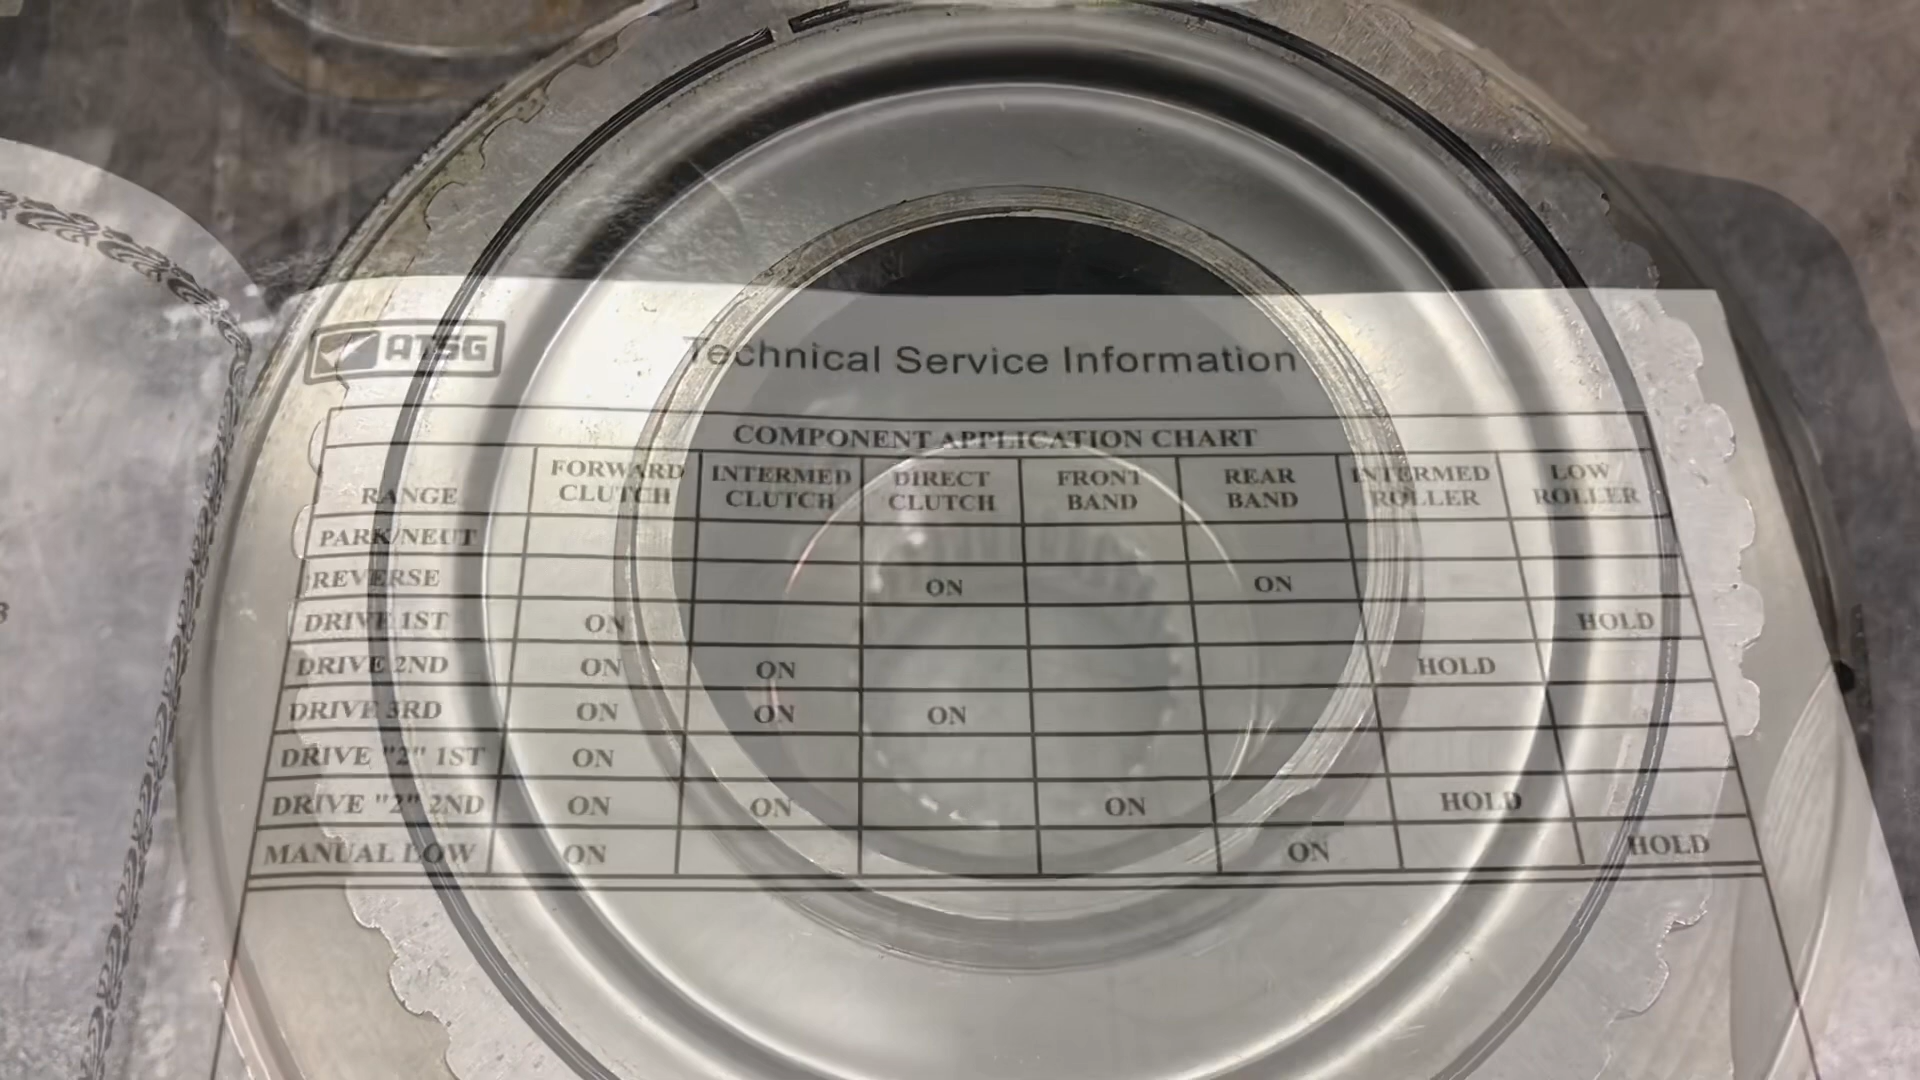 ATSG
Technical Service Information
COMPONENT APPLICATION CHART
RANGE FORWARD CLUTCH INTERMED CLUTCH DIRECT CLUTCH FRONT BAND REAR BAND INTERMED ROLLER LOW ROLLER
PARK/NEUT
REVERSE ON ON
DRIVE 1ST ON HOLD
DRIVE 2ND ON ON HOLD
DRIVE 3RD ON ON ON
DRIVE "2" 1ST ON
DRIVE "2" 2ND ON ON ON HOLD
MANUAL LOW ON ON HOLD